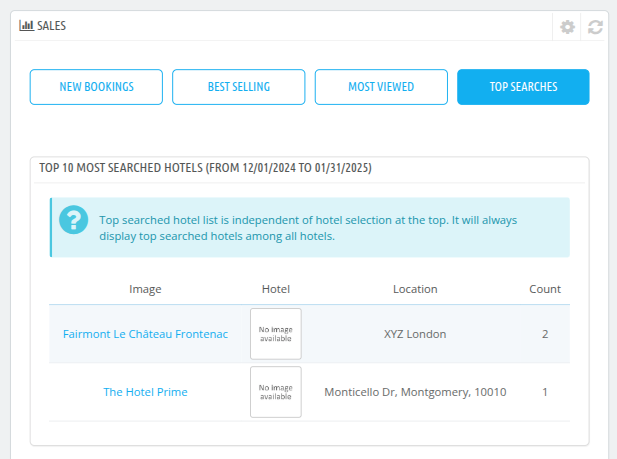 SALES
NEW BOOKINGS
BEST SELLING
MOST VIEWED
TOP SEARCHES
TOP 10 MOST SEARCHED HOTELS (FROM 12/01/2024 TO 01/31/2025)
?
Top searched hotel list is independent of hotel selection at the top. It will always
display top searched hotels among all hotels.
Image Hotel Location Count
Fairmont Le Château Frontenac
No image
available
XYZ London
2
The Hotel Prime
No image
available
Monticello Dr, Montgomery, 10010
1